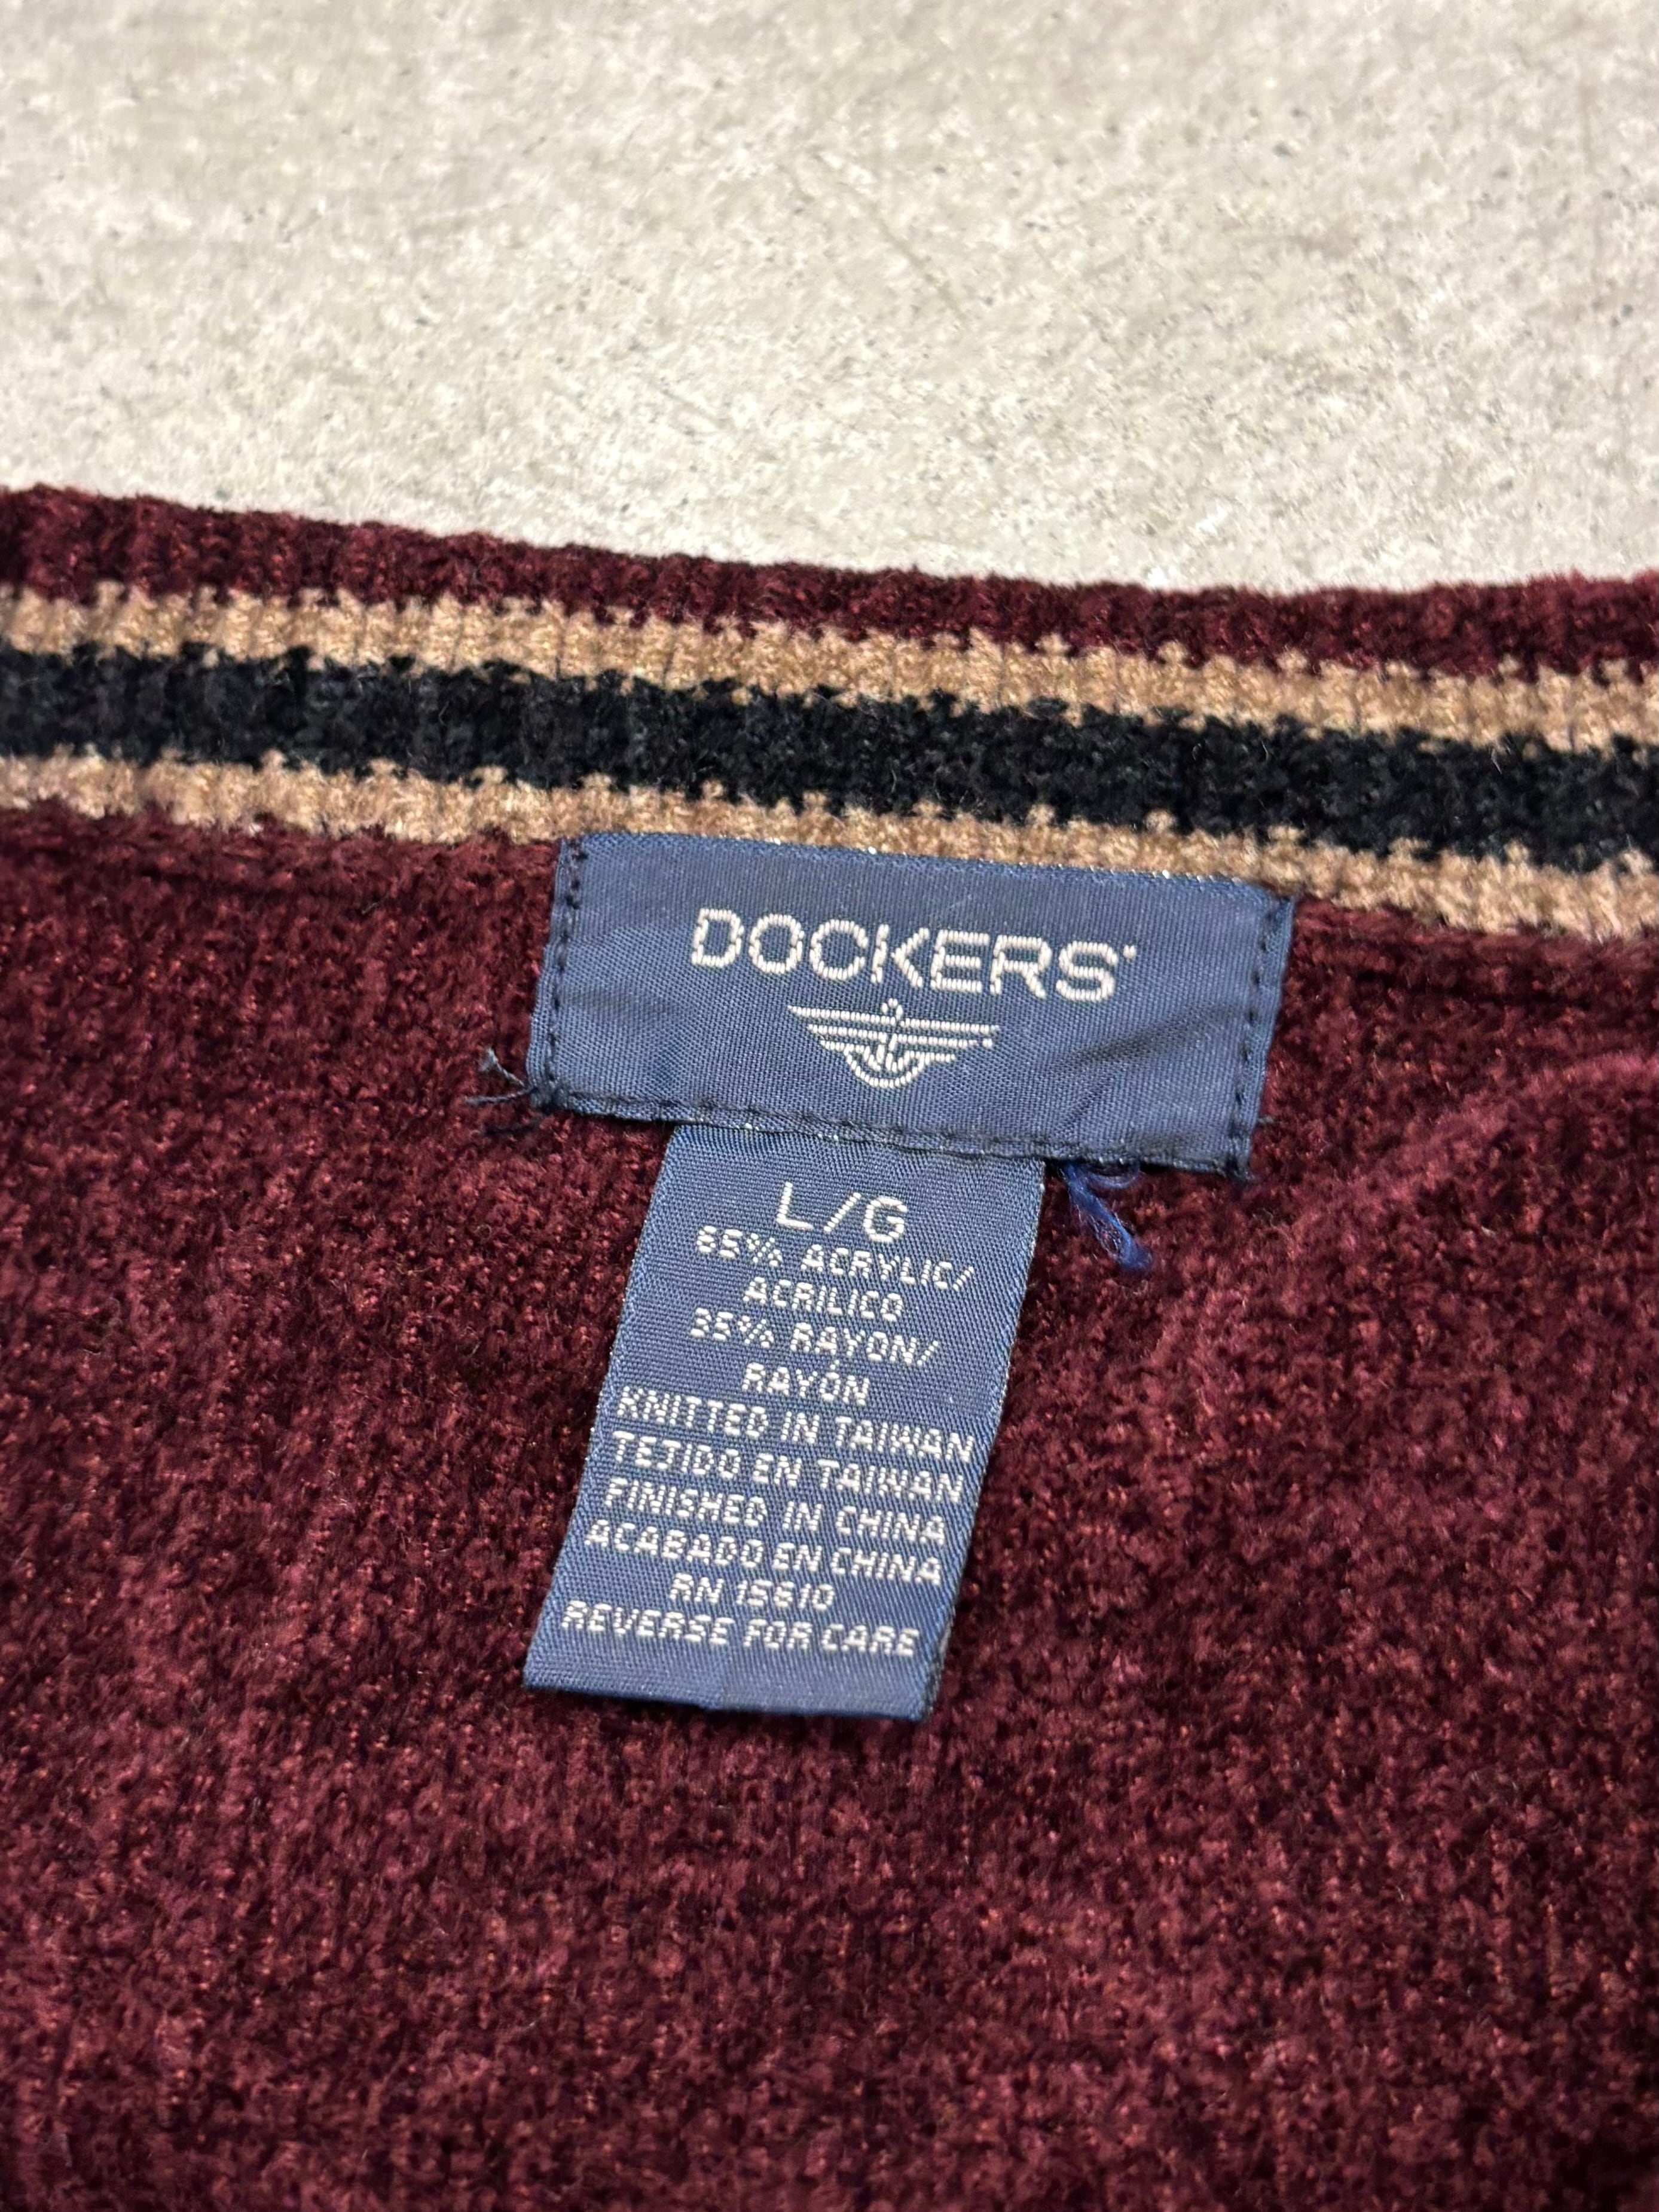 DOCKERS
L/G
65% ACRYLIC/
ACRILICO
35% RAYON/
RAYÓN
KNITTED IN TAIWAN
TEJIDO EN TAIWAN
FINISHED IN CHINA
ACABADO EN CHINA
RN 15610
REVERSE FOR CARE